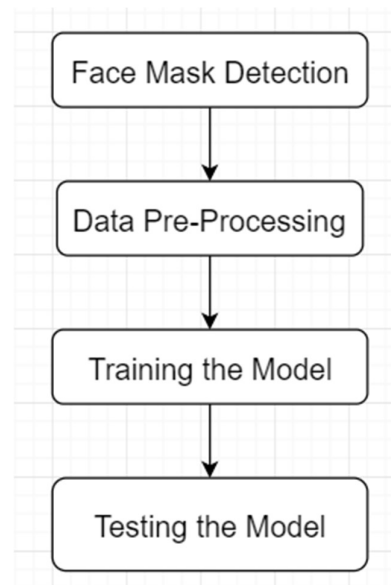 Face Mask Detection
Data Pre-Processing
Training the Model
Testing the Model